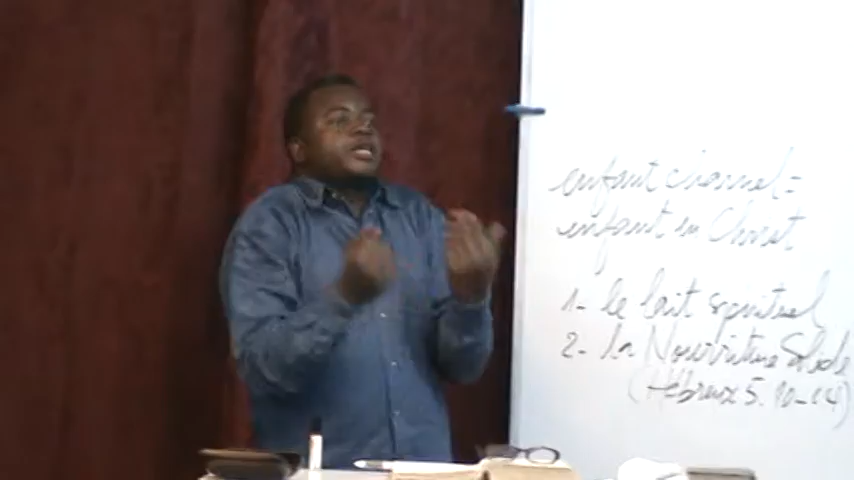 enfant charnel =
enfant en Christ
1- le lait spirituel
2- la Nourriture Solide
(Hébreux 5. 10-14)